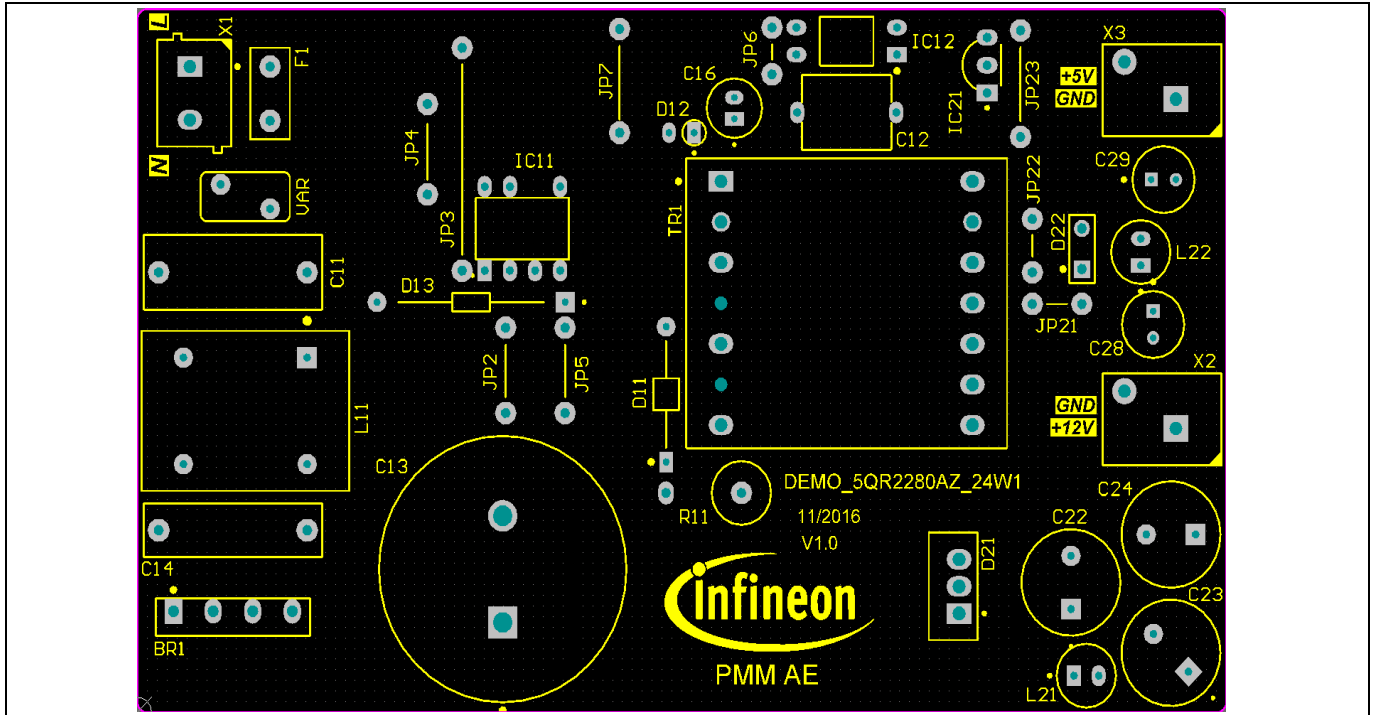 L
X1
F1
N
VAR
C11
L11
C14
BR1
JP4
JP3
IC11
D13
JP2
JP5
C13
JP7
JP6
C16
D12
IC12
C12
IC21
JP23
TR1
JP22
D22
JP21
D11
R11
X3
+5V
GND
C29
L22
C28
X2
GND
+12V
DEMO_5QR2280AZ_24W1
11/2016
V1.0
infineon
PMM AE
D21
C22
C24
C23
L21